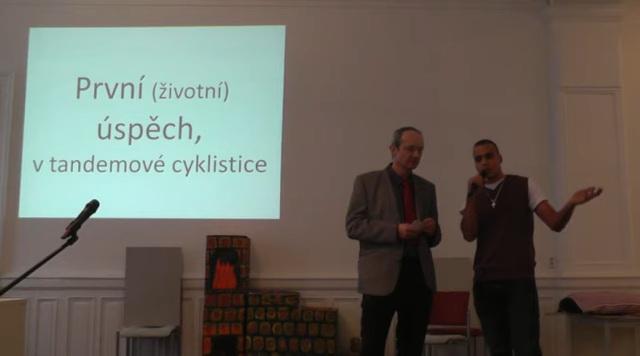 První (životní)
úspěch,
v tandemové cyklistice